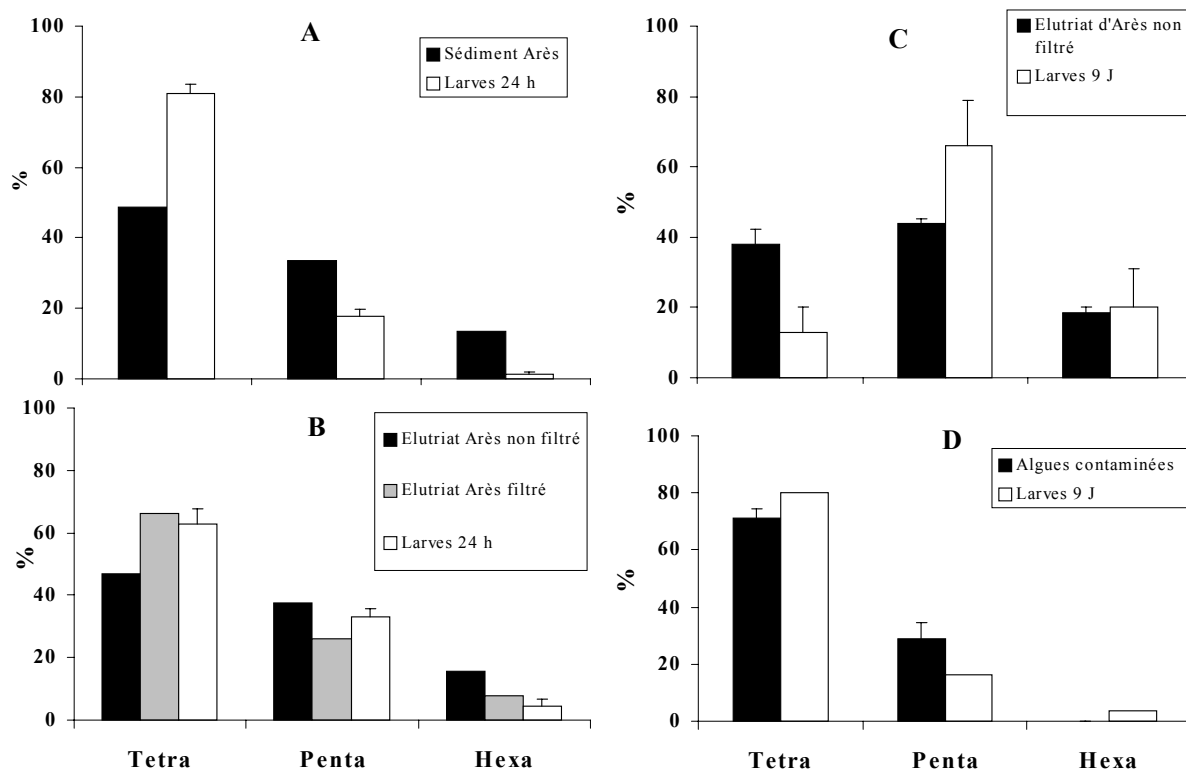 A
Sédiment Arès
Larves 24 h
%
100
80
60
40
20
0
C
Elutriat d'Arès non
filtré
Larves 9 J
%
100
80
60
40
20
0
B
Elutriat Arès non filtré
Elutriat Arès filtré
Larves 24 h
%
100
80
60
40
20
0
Tetra
Penta
Hexa
D
Algues contaminées
Larves 9 J
%
100
80
60
40
20
0
Tetra
Penta
Hexa